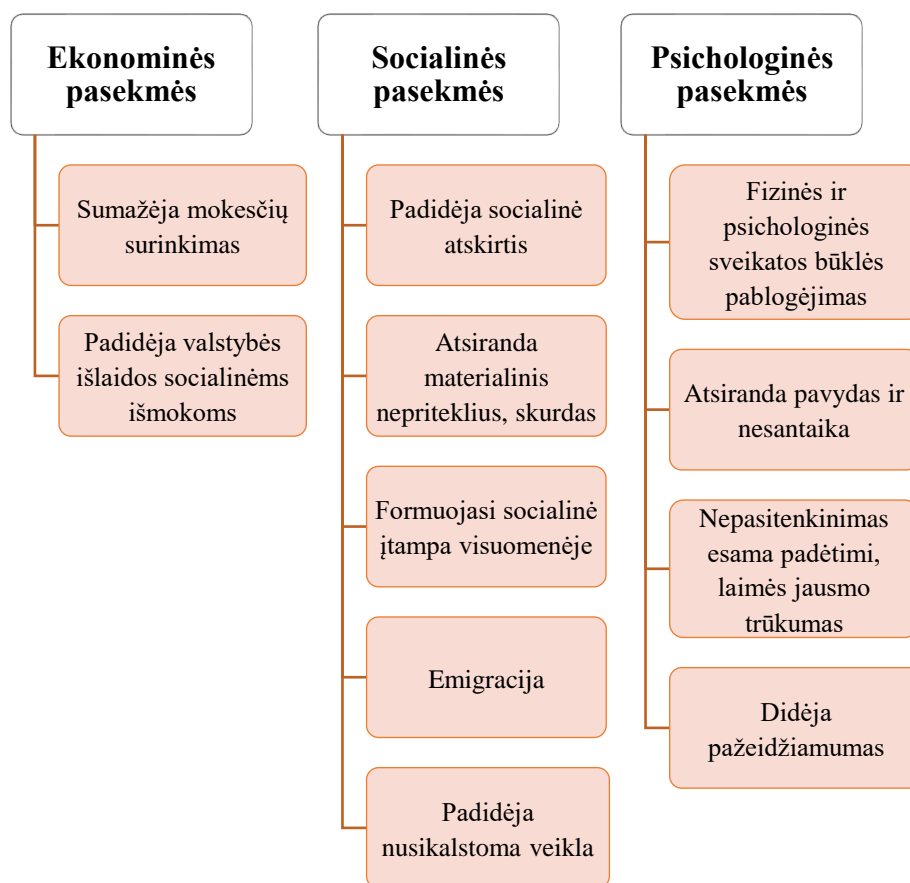 Ekonominės
pasekmės
Sumažėja mokesčių
surinkimas
Padidėja valstybės
išlaidos socialinėms
išmokoms
Socialinės
pasekmės
Padidėja socialinė
atskirtis
Atsiranda
materialinis
nepriteklius, skurdas
Formuojasi socialinė
įtampa visuomenėje
Emigracija
Padidėja
nusikalstoma veikla
Psichologinės
pasekmės
Fizinės ir
psichologinės
sveikatos būklės
pablogėjimas
Atsiranda pavydas ir
nesantaika
Nepasitenkinimas
esama padėtimi,
laimės jausmo
trūkumas
Didėja
pažeidžiamumas